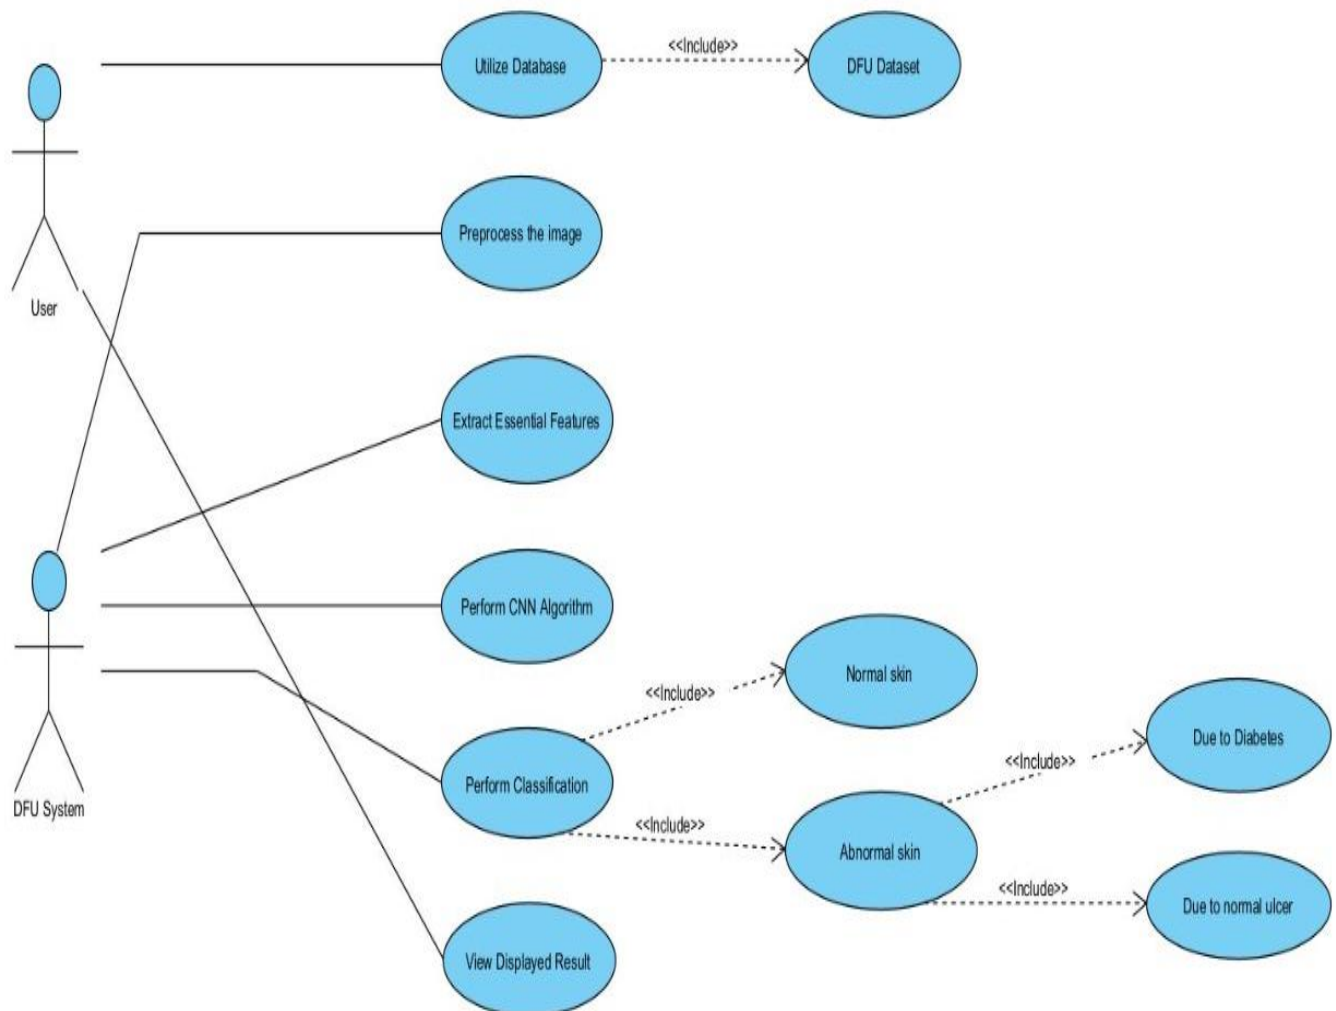 Utilize Database
<<Include>>
DFU Dataset
Preprocess the image
User
Extract Essential Features
Perform CNN Algorithm
DFU System
Perform Classification
<<Include>>
Normal skin
<<Include>>
Abnormal skin
<<Include>>
Due to Diabetes
<<Include>>
Due to normal ulcer
View Displayed Result